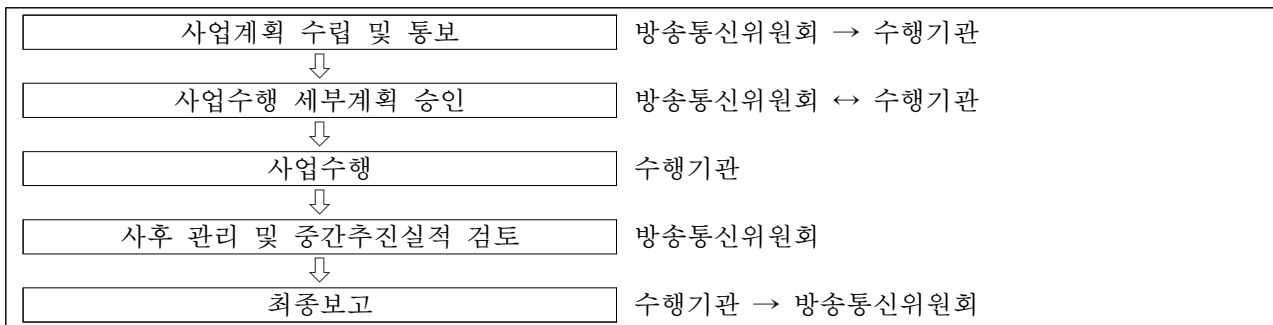 사업계획 수립 및 통보 방송통신위원회 → 수행기관
⇩
사업수행 세부계획 승인 방송통신위원회 ↔ 수행기관
⇩
사업수행 수행기관
⇩
사후 관리 및 중간추진실적 검토 방송통신위원회
⇩
최종보고 수행기관 → 방송통신위원회